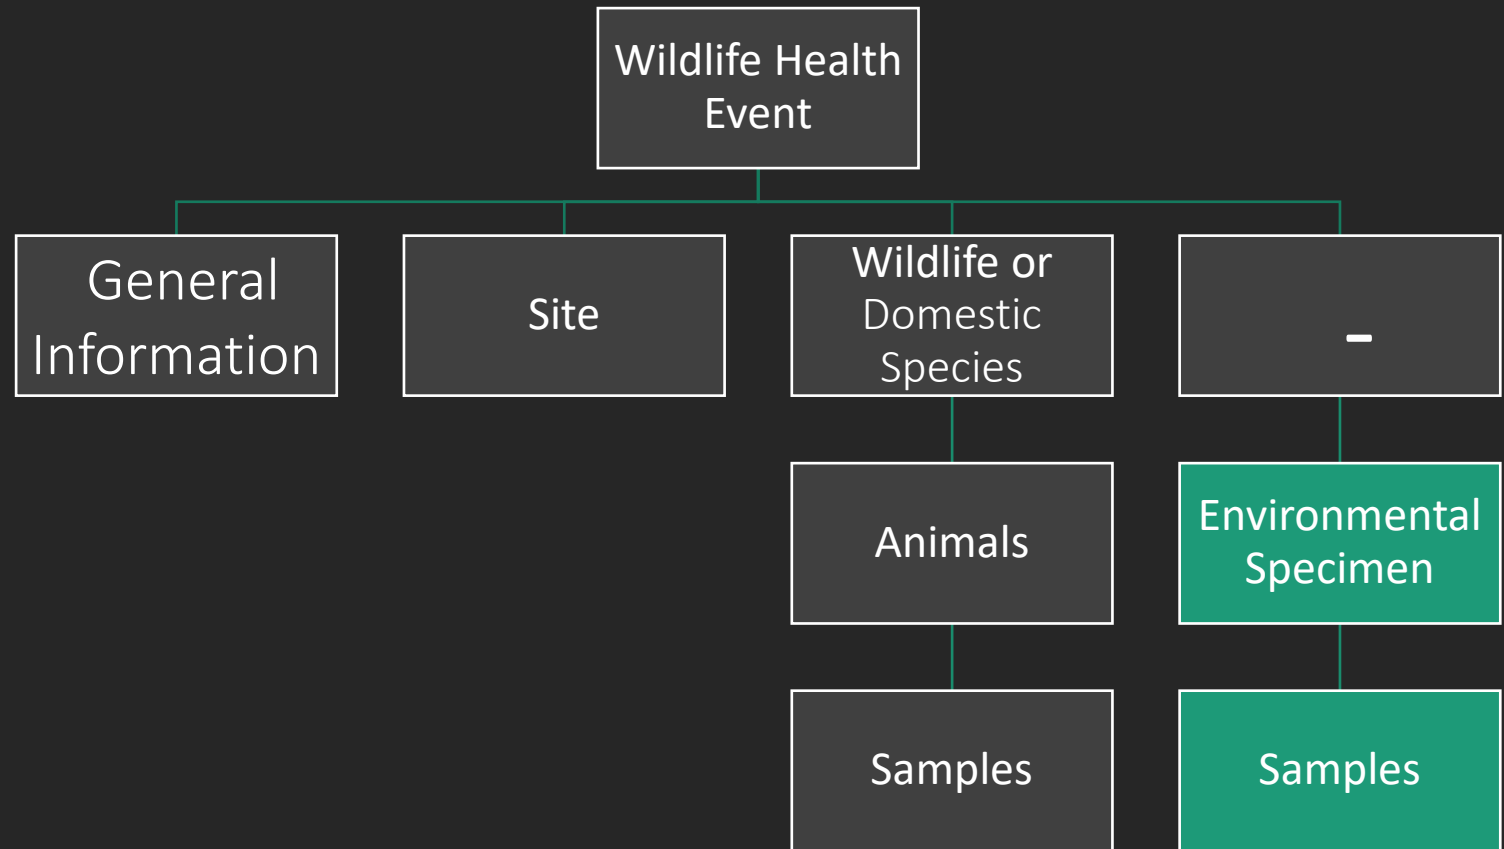 Wildlife Health
Event
General
Information
Site
Wildlife or
Domestic
Species
–
Animals
Environmental
Specimen
Samples
Samples